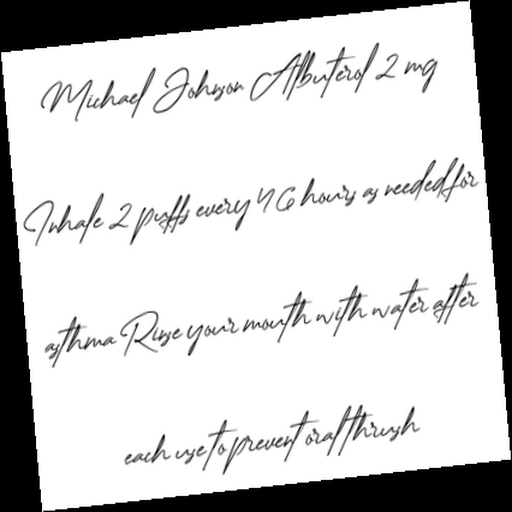 Michael Johnson Albuterol 2 mg
Inhale 2 puffs every 4 6 hours as needed for
asthma Rinse your mouth with water after
each use to prevent oral thrush